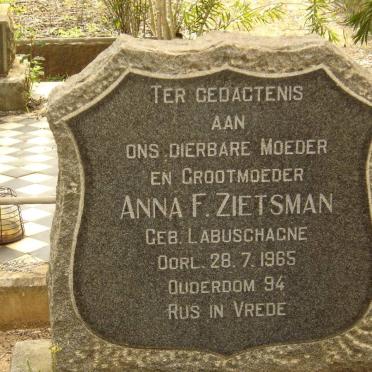 TER GEDAGTENIS
AAN
ONS DIERBARE MOEDER
EN GROOTMOEDER
ANNA F. ZIETSMAN
GEB. LABUSCHAGNE
OORL. 28.7.1965
OUDERDOM 94
RUS IN VREDE